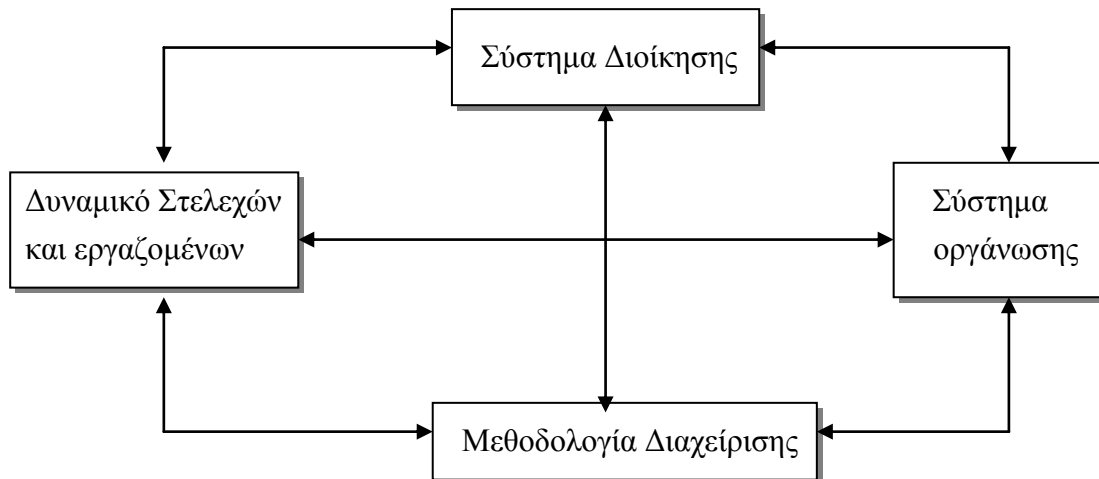 Σύστημα Διοίκησης
Δυναμικό Στελεχών
και εργαζομένων
Σύστημα
οργάνωσης
Μεθοδολογία Διαχείρισης